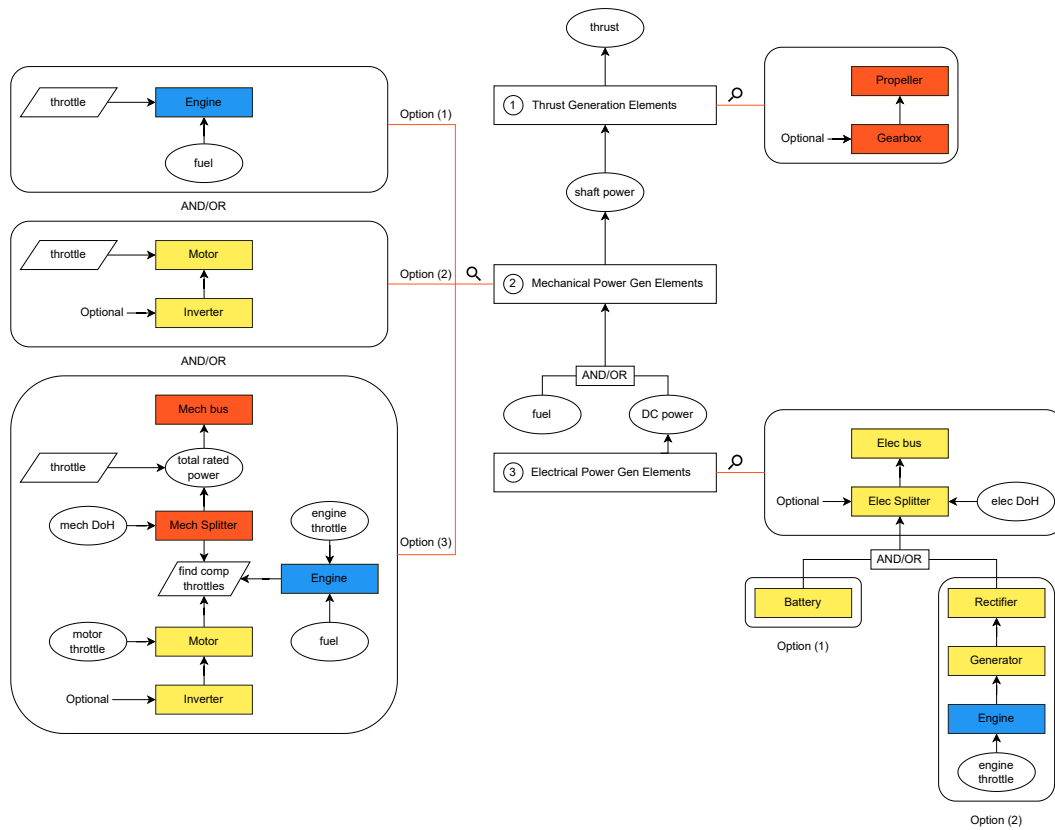 thrust
throttle
Engine
fuel
Option (1)
AND/OR
1
Thrust Generation Elements
Propeller
Optional
Gearbox
shaft power
throttle
Motor
Optional
Inverter
Option (2)
AND/OR
2
Mechanical Power Gen Elements
AND/OR
fuel
DC power
3
Electrical Power Gen Elements
Mech bus
throttle
total rated
power
mech DoH
Mech Splitter
engine
throttle
find comp
throttles
Engine
Option (3)
motor
throttle
Motor
fuel
Optional
Inverter
Elec bus
Optional
Elec Splitter
elec DoH
AND/OR
Battery
Option (1)
Rectifier
Generator
Engine
engine
throttle
Option (2)